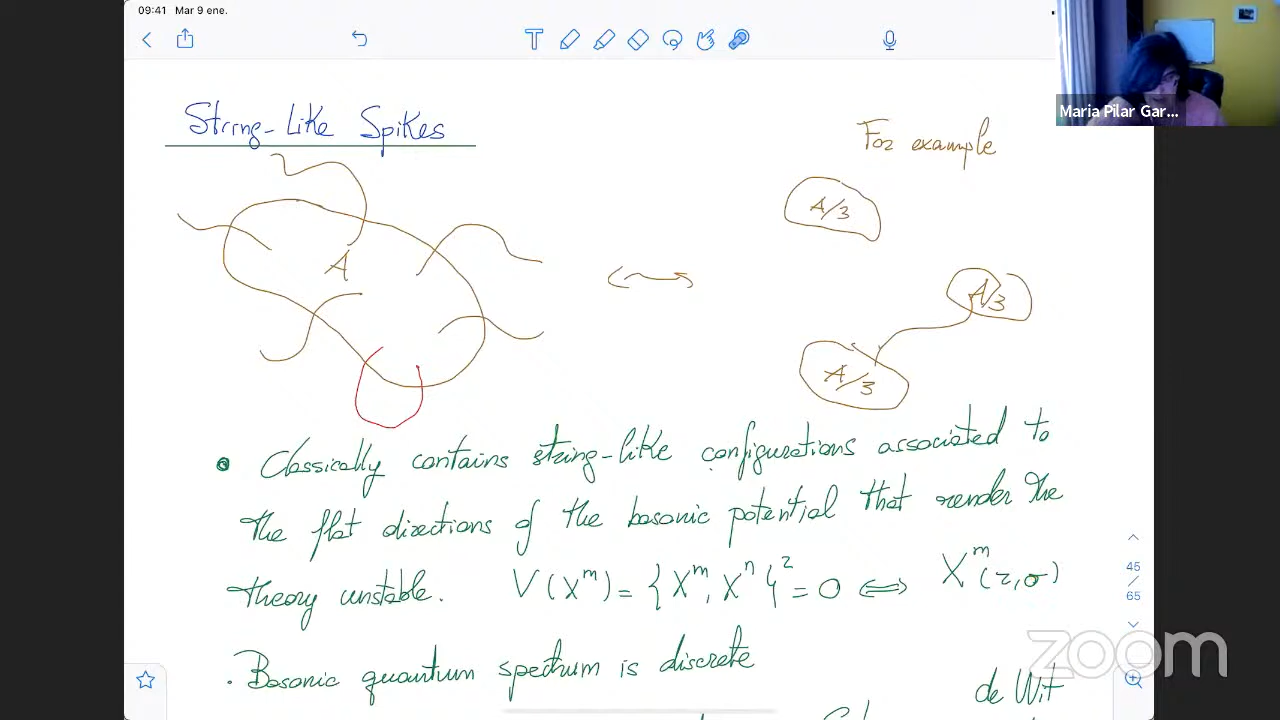 09:41 Mar 9 ene.
Maria Pilar Gar...
String-Like Spikes
For example
A
A/3
A/3
A/3
• Classically contains string-like configurations associated to
the flat directions of the bosonic potential that render the
theory unstable. V(X^m) = {X^m, X^n}^2 = 0 ⟺ X^m(τ,σ)
45
/
65
zoom
. Bosonic quantum spectrum is discrete
de Wit